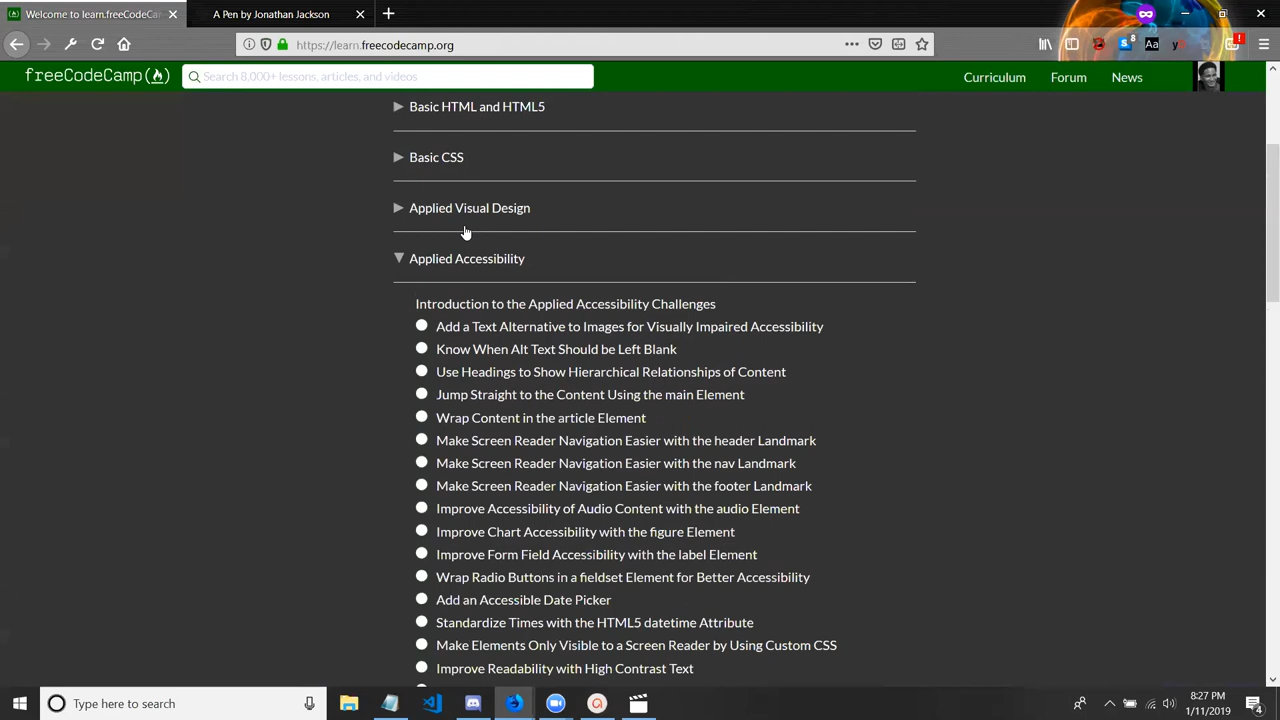 Welcome to learn.freeCodeCar
A Pen by Jonathan Jackson
https://learn.freecodecamp.org
8
Aa
!
freeCodeCamp
Search 8,000+ lessons, articles, and videos
Curriculum
Forum
News
Basic HTML and HTML5
Basic CSS
Applied Visual Design
Applied Accessibility
Introduction to the Applied Accessibility Challenges
Add a Text Alternative to Images for Visually Impaired Accessibility
Know When Alt Text Should be Left Blank
Use Headings to Show Hierarchical Relationships of Content
Jump Straight to the Content Using the main Element
Wrap Content in the article Element
Make Screen Reader Navigation Easier with the header Landmark
Make Screen Reader Navigation Easier with the nav Landmark
Make Screen Reader Navigation Easier with the footer Landmark
Improve Accessibility of Audio Content with the audio Element
Improve Chart Accessibility with the figure Element
Improve Form Field Accessibility with the label Element
Wrap Radio Buttons in a fieldset Element for Better Accessibility
Add an Accessible Date Picker
Standardize Times with the HTML5 datetime Attribute
Make Elements Only Visible to a Screen Reader by Using Custom CSS
Improve Readability with High Contrast Text
Type here to search
8:27 PM
1/11/2019
4